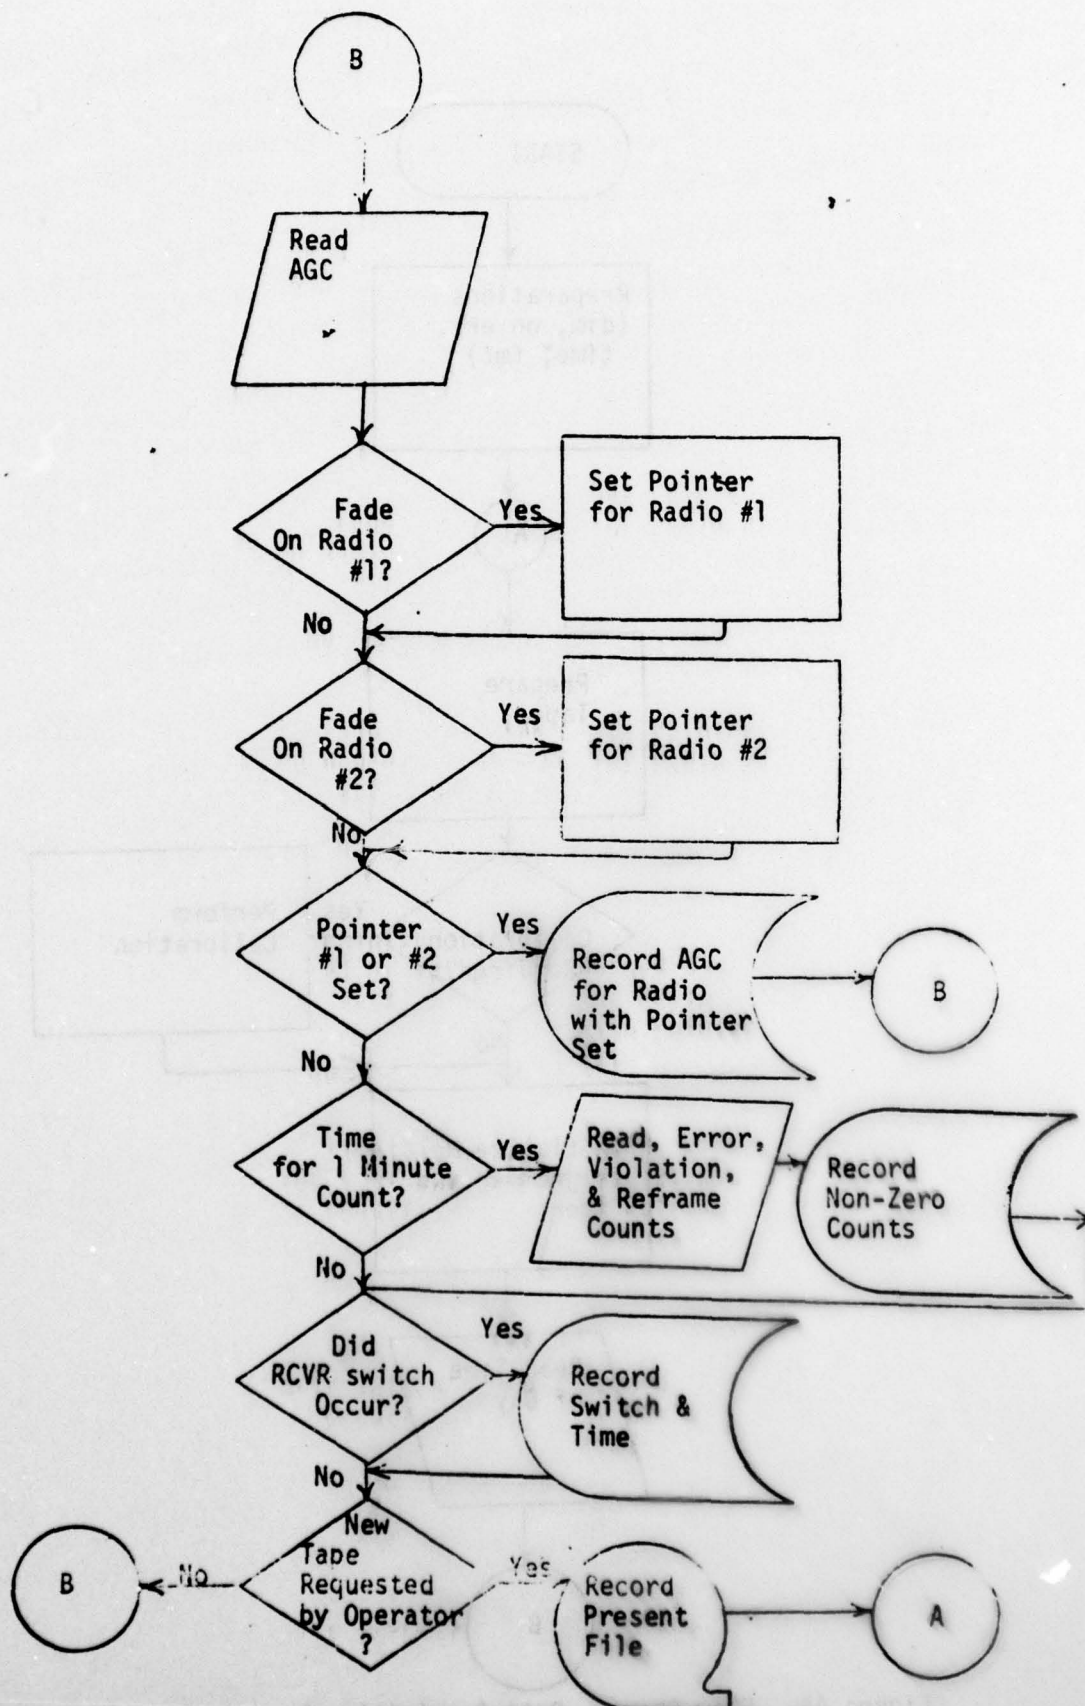 B
Read
AGC
Fade
On Radio
#1?
Yes
Set Pointer
for Radio #1
No
Fade
On Radio
#2?
Yes
Set Pointer
for Radio #2
No
Pointer
#1 or #2
Set?
Yes
Record AGC
for Radio
with Pointer
Set
B
No
Time
for 1 Minute
Count?
Yes
Read, Error,
Violation,
& Reframe
Counts
Record
Non-Zero
Counts
No
Did
RCVR switch
Occur?
Yes
Record
Switch &
Time
No
New
Tape
Requested
by Operator
?
No
B
Yes
Record
Present
File
A